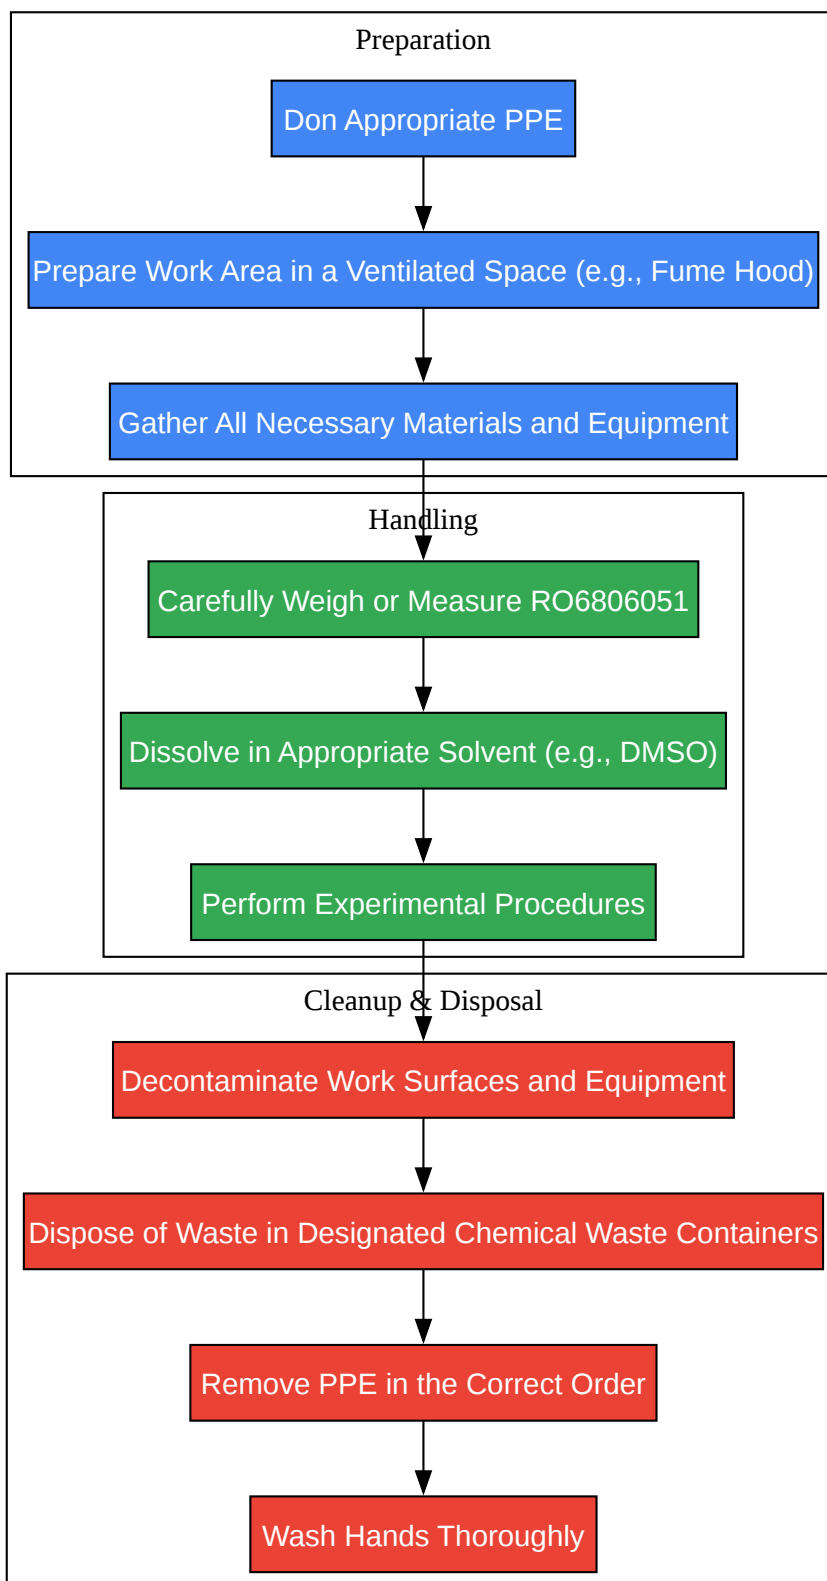 Preparation
Don Appropriate PPE
Prepare Work Area in a Ventilated Space (e.g., Fume Hood)
Gather All Necessary Materials and Equipment
Handling
Carefully Weigh or Measure RO6806051
Dissolve in Appropriate Solvent (e.g., DMSO)
Perform Experimental Procedures
Cleanup & Disposal
Decontaminate Work Surfaces and Equipment
Dispose of Waste in Designated Chemical Waste Containers
Remove PPE in the Correct Order
Wash Hands Thoroughly